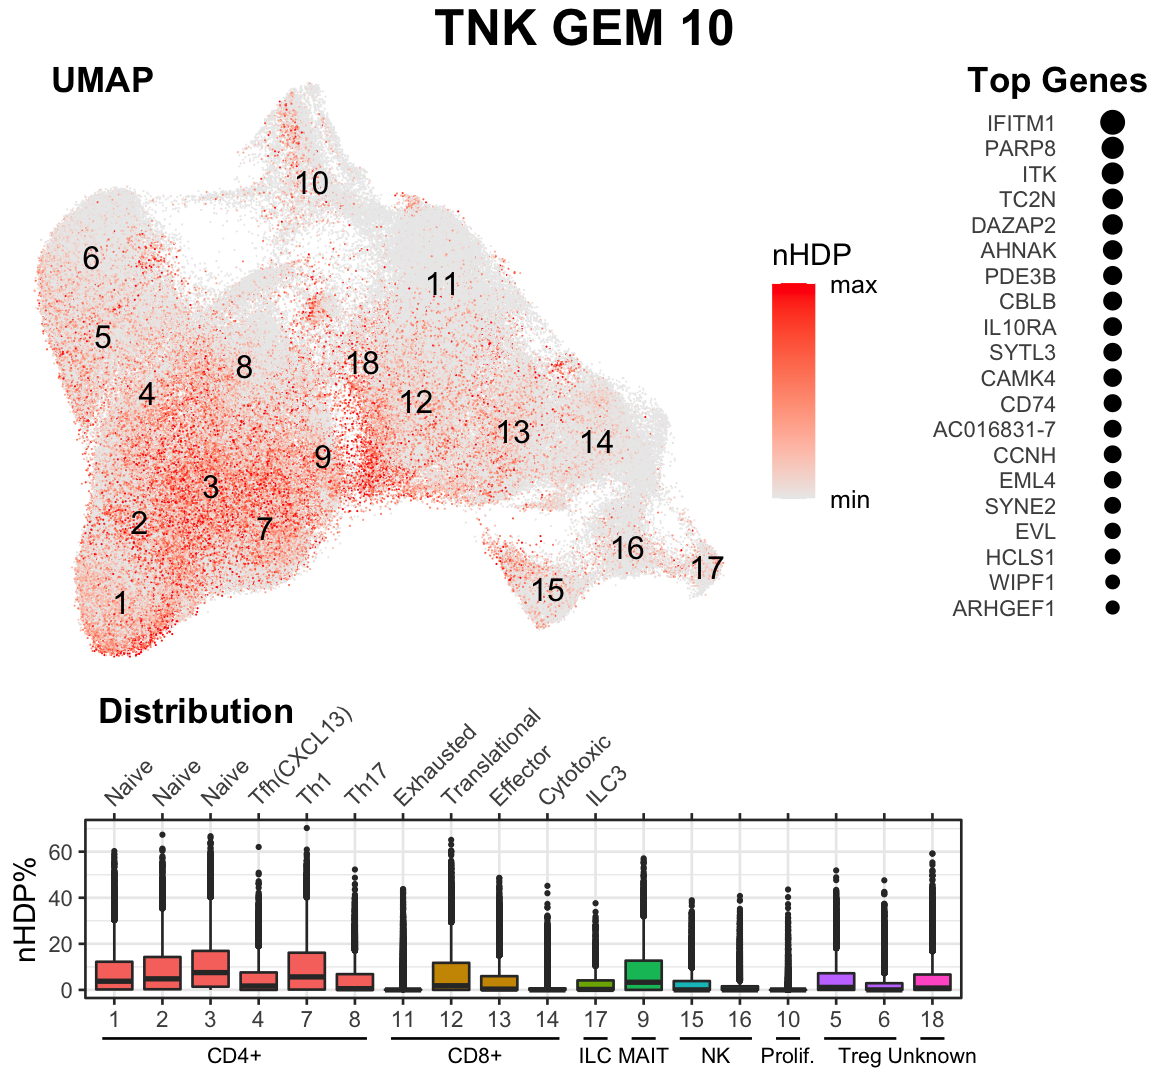 TNK GEM 10
UMAP
10
6
11
5
8
18
4
12
13
14
9
3
2
7
16
17
15
1
nHDP
max
min
Top Genes
IFITM1
PARP8
ITK
TC2N
DAZAP2
AHNAK
PDE3B
CBLB
IL10RA
SYTL3
CAMK4
CD74
AC016831-7
CCNH
EML4
SYNE2
EVL
HCLS1
WIPF1
ARHGEF1
Distribution
Naive Naive Naive Tfh(CXCL13) Th1 Th17 Exhausted Translational Effector Cytotoxic ILC3
nHDP%
60
40
20
0
1 2 3 4 7 8 11 12 13 14 17 9 15 16 10 5 6 18
CD4+ CD8+ ILC MAIT NK Prolif. Treg Unknown